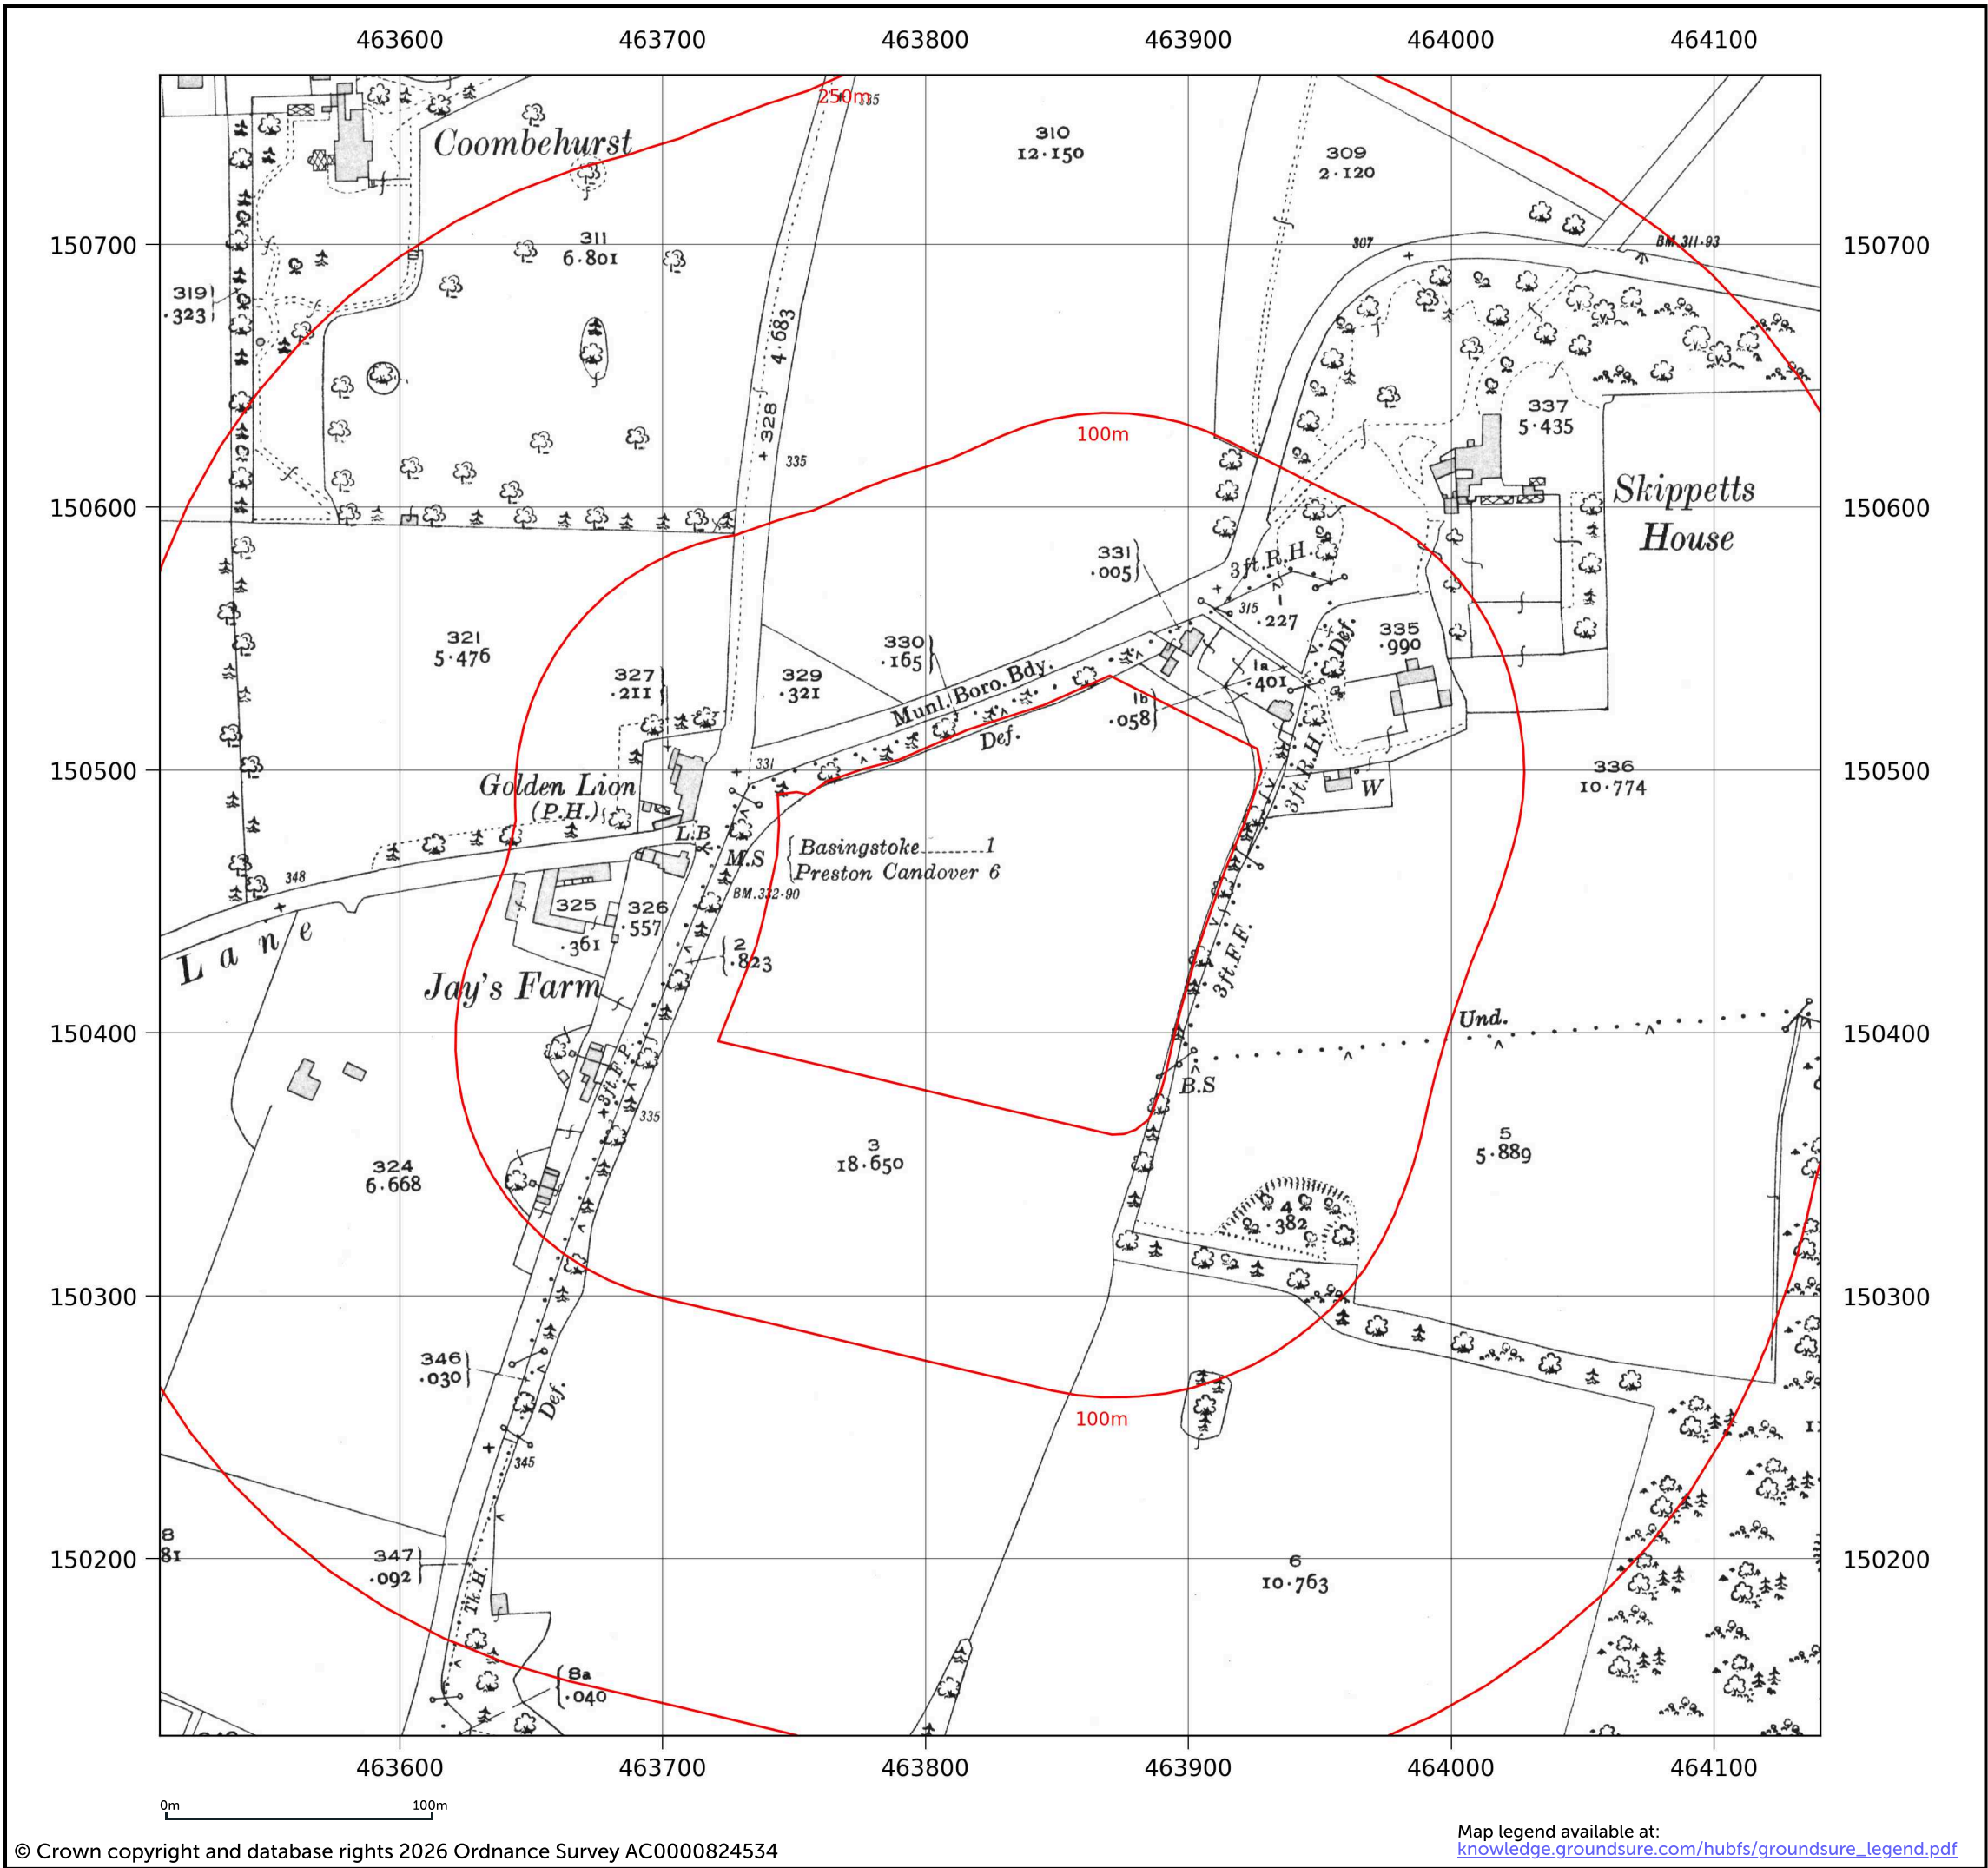 463600 463700 463800 463900 464000 464100
250m
335
310
12·150
309
2·120
Coombehurst
150700
150700
311
6·801
307
BM 311·93
319
·323
4·683
328
337
5·435
100m
335
Skippetts
House
150600
150600
331
·005
3ft.R.H.
315
1
·227
321
5·476
330
·165
335
·990
Def.
327
·211
329
·321
Munl. Boro. Bdy.
1a
·401
1b
·058
Def.
3ft.R.H.
150500
150500
331
Golden Lion
(P.H.)
W
336
10·774
L.B
M.S
Basingstoke 1
Preston Candover 6
BM.332·90
348
Lane
325
·361
326
·557
2
·823
3ft.F.F.
Jay's Farm
150400
150400
Und.
3ft.F.P.
335
B.S
3
18·650
5
5·889
324
6·668
4
·382
150300
150300
346
·030
Def.
100m
345
8
81
150200
150200
347
·092
Tk.H.
6
10·763
8a
·040
463600 463700 463800 463900 464000 464100
0m 100m
© Crown copyright and database rights 2026 Ordnance Survey AC0000824534
Map legend available at:
knowledge.groundsure.com/hubfs/groundsure_legend.pdf